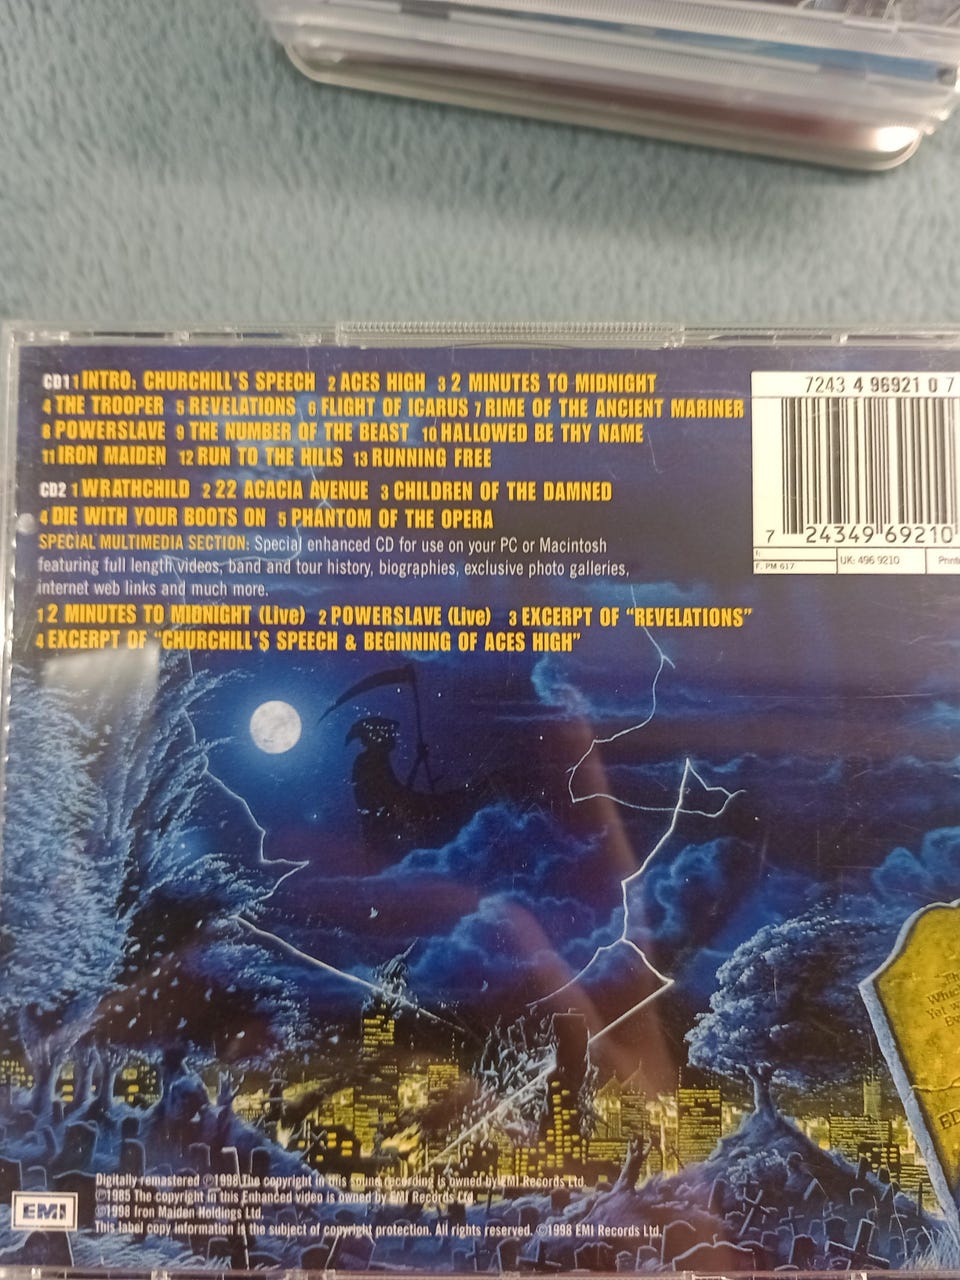 CD1 1 INTRO: CHURCHILL'S SPEECH 2 ACES HIGH 3 2 MINUTES TO MIDNIGHT
4 THE TROOPER 5 REVELATIONS 6 FLIGHT OF ICARUS 7 RIME OF THE ANCIENT MARINER
8 POWERSLAVE 9 THE NUMBER OF THE BEAST 10 HALLOWED BE THY NAME
11 IRON MAIDEN 12 RUN TO THE HILLS 13 RUNNING FREE
CD2 1 WRATHCHILD 2 22 ACACIA AVENUE 3 CHILDREN OF THE DAMNED
4 DIE WITH YOUR BOOTS ON 5 PHANTOM OF THE OPERA
SPECIAL MULTIMEDIA SECTION: Special enhanced CD for use on your PC or Macintosh
featuring full length videos, band and tour history, biographies, exclusive photo galleries,
internet web links and much more.
1 2 MINUTES TO MIDNIGHT (Live) 2 POWERSLAVE (Live) 3 EXCERPT OF "REVELATIONS"
4 EXCERPT OF "CHURCHILL'S SPEECH & BEGINNING OF ACES HIGH"
7243 4 96921 0 7
7 24349 69210
F. PM 617
UK: 496 9210
Which
Yet
Digitally remastered ℗1998 The copyright in this sound recording is owned by EMI Records Ltd.
℗1985 The copyright in this Enhanced video is owned by EMI Records Ltd.
©1998 Iron Maiden Holdings Ltd.
This label copy information is the subject of copyright protection. All rights reserved. ©1998 EMI Records Ltd.
EMI